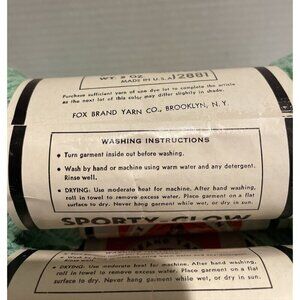 WT. 2 OZ.
MADE IN U.S.A. 12881
Purchase sufficient yarn of one dye lot to complete the article
as the next lot of this color may differ slightly in shade.
FOX BRAND YARN CO., BROOKLYN, N. Y.
WASHING INSTRUCTIONS
● Turn garment inside out before washing.
● Wash by hand or machine using warm water and any detergent.
Rinse well.
● DRYING: Use moderate heat for machine. After hand washing,
roll in towel to remove excess water. Place garment on a flat
surface to dry. Never hang garment while wet, or dry in sun.
SPORTY GLOW
● DRYING: Use moderate heat for machine. After hand washing,
roll in towel to remove excess water. Place garment on a flat
surface to dry. Never hang garment while wet, or dry in sun.